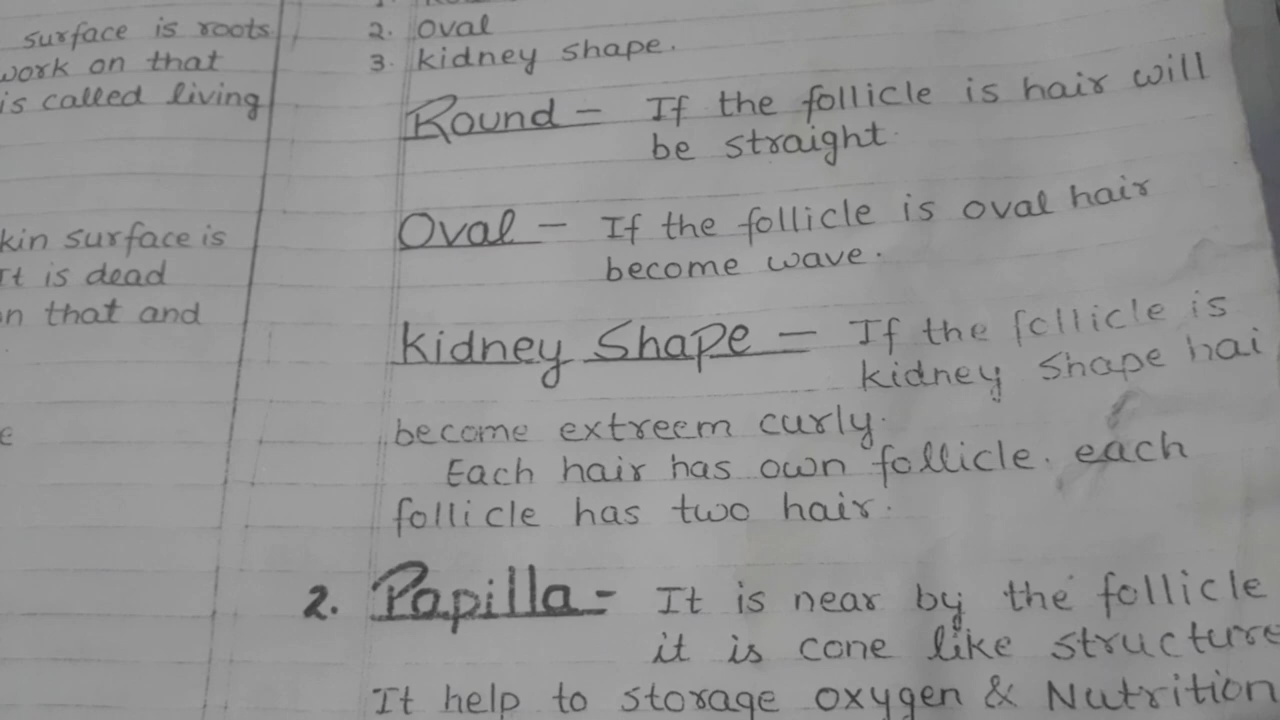 surface is roots
work on that
is called living
kin surface is
It is dead
n that and
e
2. Oval
3. kidney shape.
Round - If the follicle is hair will
be straight.
Oval - If the follicle is oval hair
become wave.
Kidney Shape - If the follicle is
kidney Shape hai
become extreem curly.
Each hair has own follicle. each
follicle has two hair.
2. Papilla - It is near by the follicle
it is cone like structure
It help to storage oxygen & Nutrition